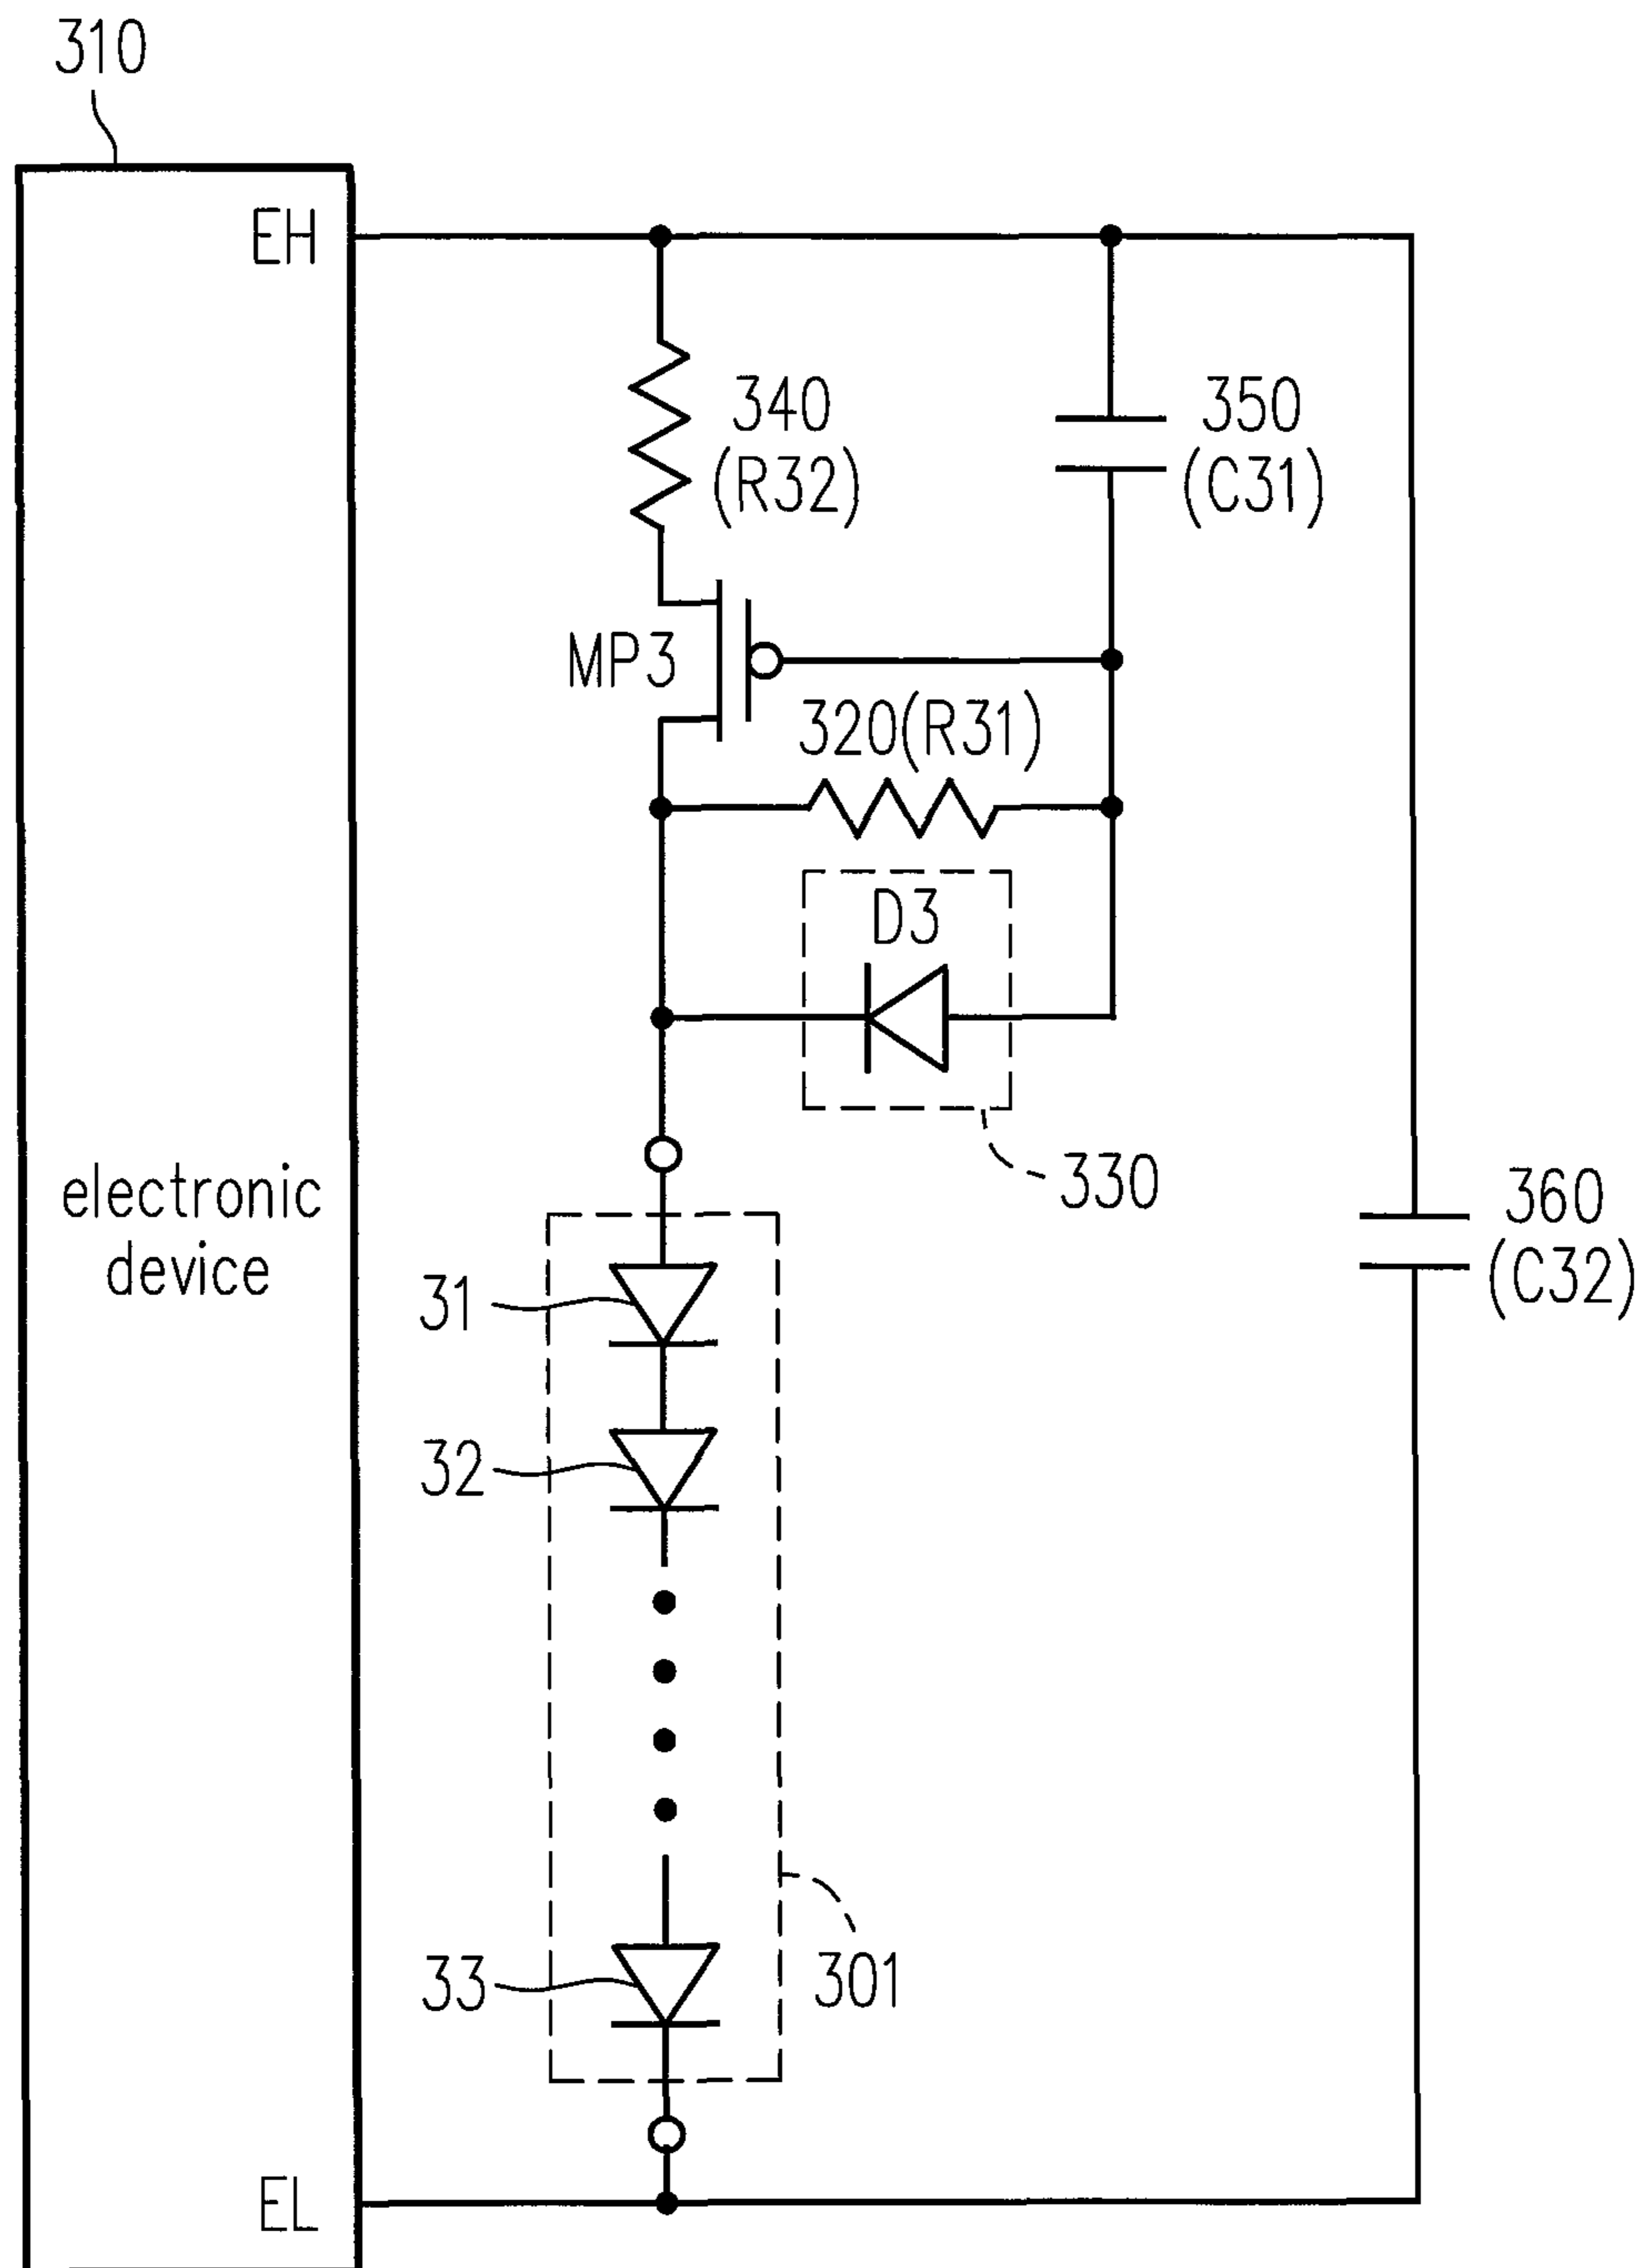 310
EH
340
(R32)
350
(C31)
MP3
320(R31)
D3
330
electronic
device
360
(C32)
31
32
33
301
EL